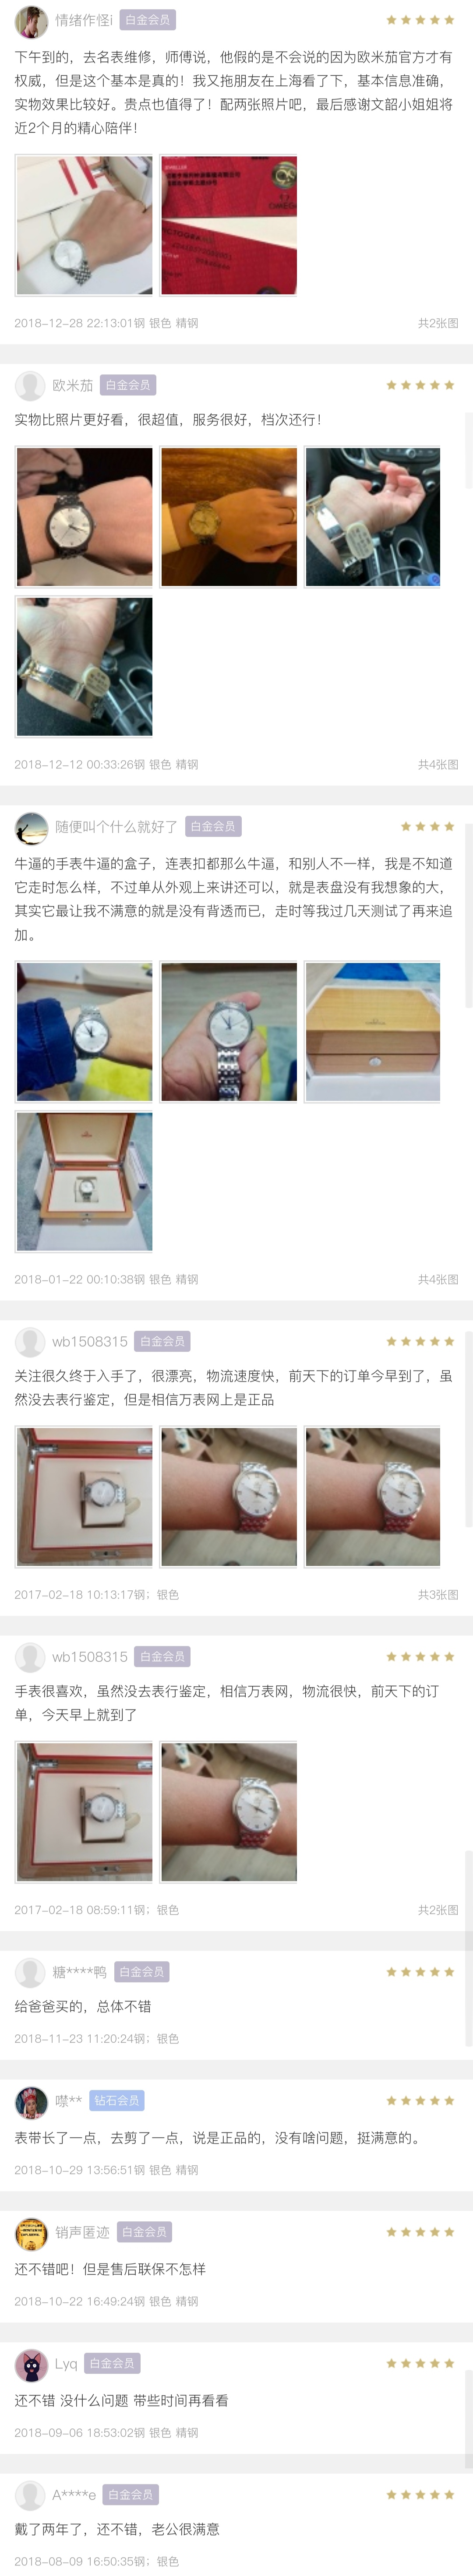 情绪作怪i 白金会员
下午到的，去名表维修，师傅说，他假的是不会说的因为欧米茄官方才有
权威，但是这个基本是真的！我又拖朋友在上海看了下，基本信息准确，
实物效果比较好。贵点也值得了！配两张照片吧，最后感谢文韶小姐姐将
近2个月的精心陪伴！
2018-12-28 22:13:01钢 银色 精钢 共2张图
欧米茄 白金会员
实物比照片更好看，很超值，服务很好，档次还行！
2018-12-12 00:33:26钢 银色 精钢 共4张图
随便叫个什么就好了 白金会员
牛逼的手表牛逼的盒子，连表扣都那么牛逼，和别人不一样，我是不知道
它走时怎么样，不过单从外观上来讲还可以，就是表盘没有我想象的大，
其实它最让我不满意的就是没有背透而已，走时等我过几天测试了再来追
加。
2018-01-22 00:10:38钢 银色 精钢 共4张图
wb1508315 白金会员
关注很久终于入手了，很漂亮，物流速度快，前天下的订单今早到了，虽
然没去表行鉴定，但是相信万表网上是正品
2017-02-18 10:13:17钢；银色 共3张图
wb1508315 白金会员
手表很喜欢，虽然没去表行鉴定，相信万表网，物流很快，前天下的订
单，今天早上就到了
2017-02-18 08:59:11钢；银色 共2张图
糖****鸭 白金会员
给爸爸买的，总体不错
2018-11-23 11:20:24钢；银色
噤** 钻石会员
表带长了一点，去剪了一点，说是正品的，没有啥问题，挺满意的。
2018-10-29 13:56:51钢 银色 精钢
销声匿迹 白金会员
还不错吧！但是售后联保不怎样
2018-10-22 16:49:24钢 银色 精钢
Lyq 白金会员
还不错 没什么问题 带些时间再看看
2018-09-06 18:53:02钢 银色 精钢
A****e 白金会员
戴了两年了，还不错，老公很满意
2018-08-09 16:50:35钢；银色